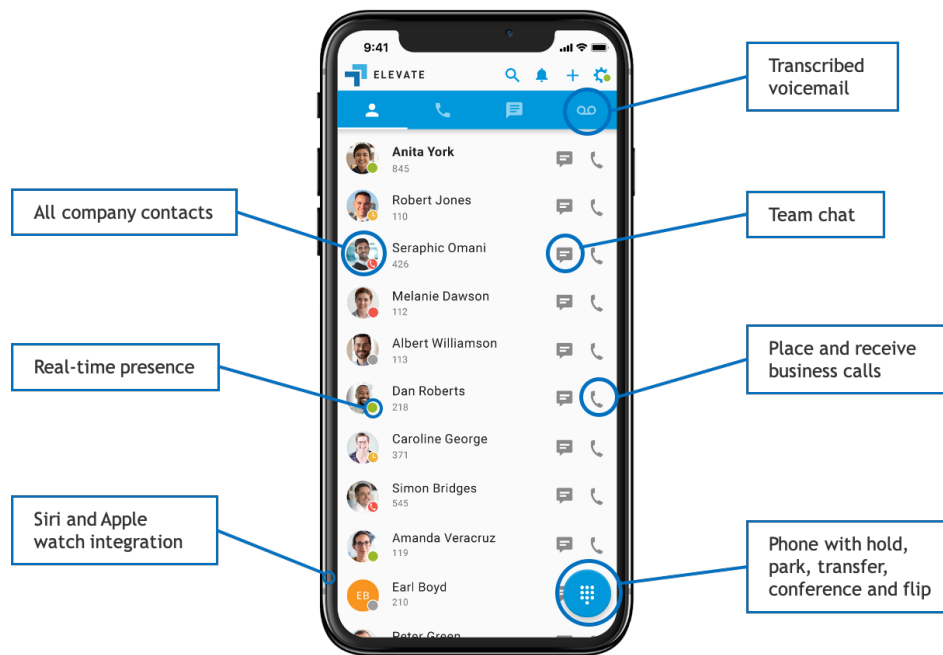 9:41
ELEVATE
Anita York
845
Robert Jones
110
Seraphic Omani
426
Melanie Dawson
112
Albert Williamson
113
Dan Roberts
218
Caroline George
371
Simon Bridges
545
Amanda Veracruz
119
EB
Earl Boyd
210
Peter Green
All company contacts
Real-time presence
Siri and Apple
watch integration
Transcribed
voicemail
Team chat
Place and receive
business calls
Phone with hold,
park, transfer,
conference and flip